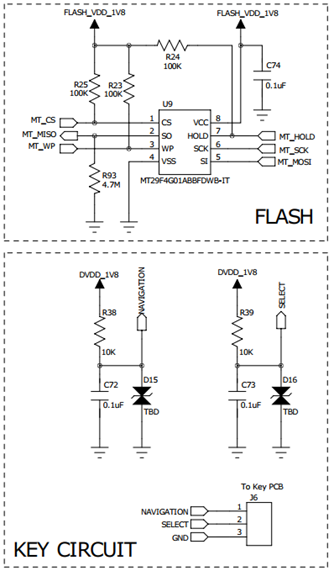 FLASH_VDD_1V8
FLASH_VDD_1V8
R24
100K
R25
100K
R23
100K
C74
0.1uF
U9
MT_CS
1
CS
VCC
8
MT_MISO
2
SO
HOLD
7
MT_HOLD
MT_WP
3
WP
SCK
6
MT_SCK
4
VSS
SI
5
MT_MOSI
MT29F4G01ABBFDWB-IT
R93
4.7M
FLASH
DVDD_1V8
NAVIGATION
R38
10K
C72
0.1uF
D15
TBD
DVDD_1V8
SELECT
R39
10K
C73
0.1uF
D16
TBD
To Key PCB
J6
NAVIGATION
1
SELECT
2
GND
3
KEY CIRCUIT